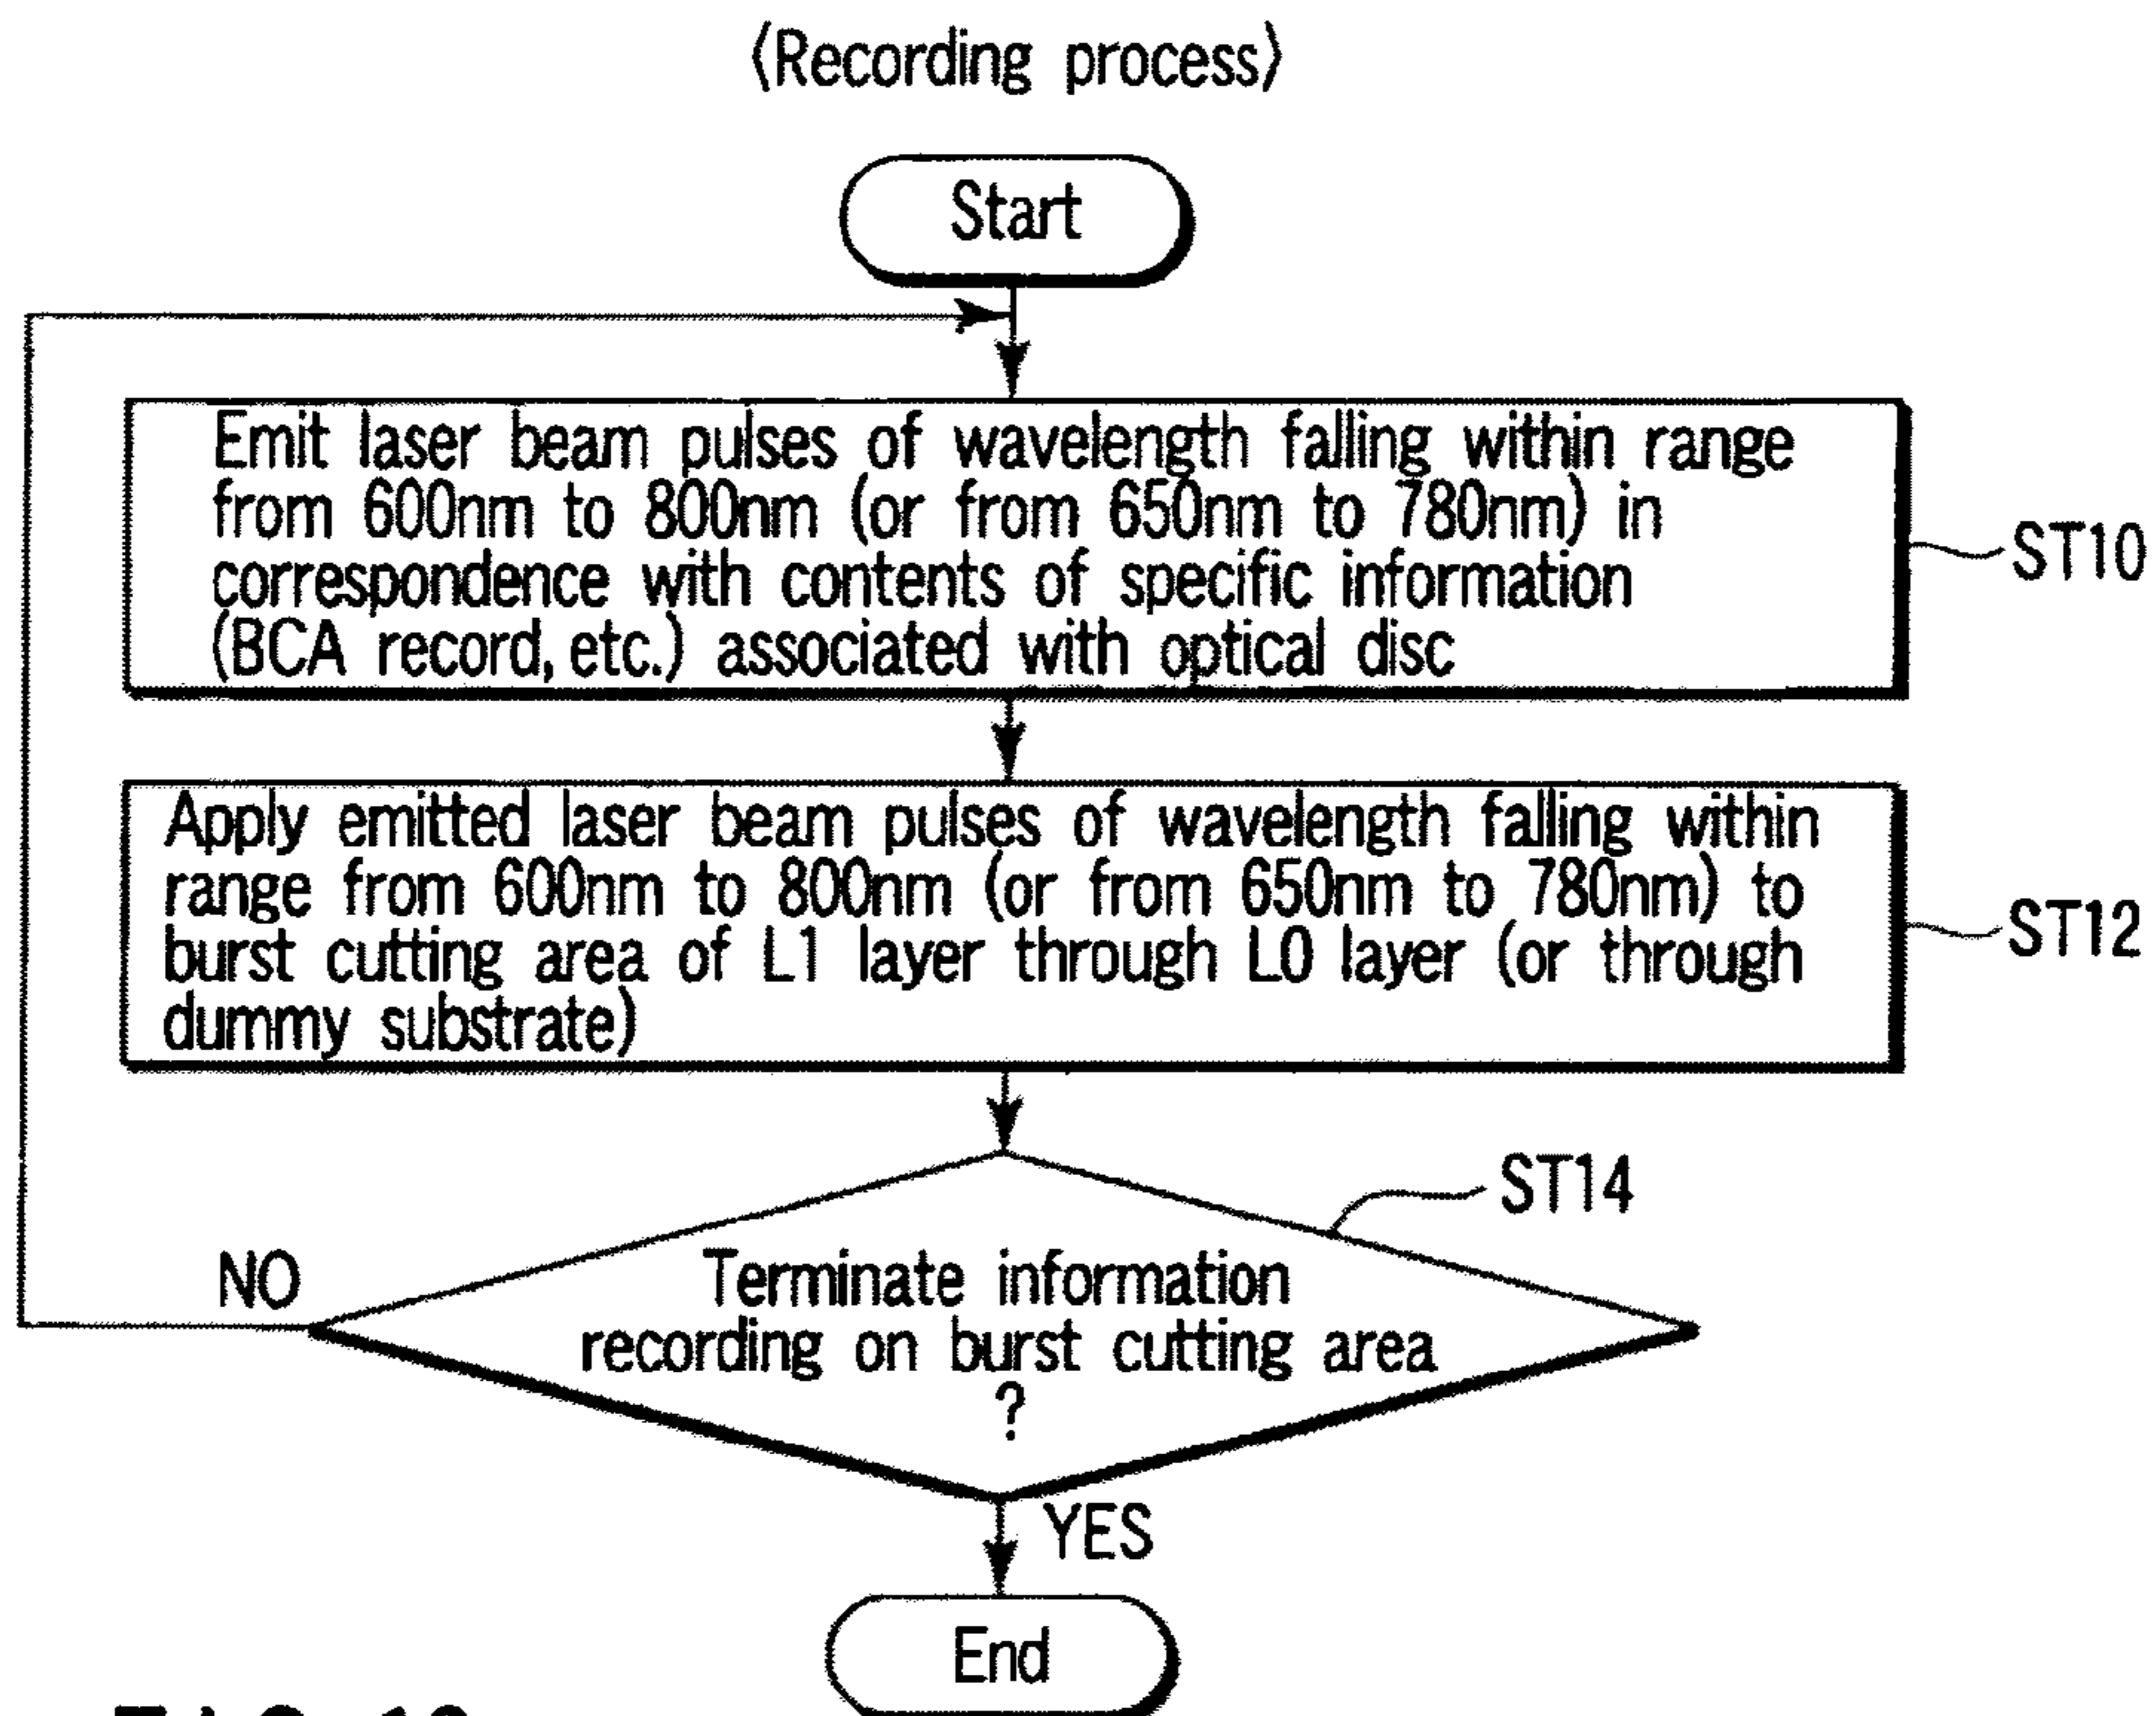 (Recording process)
Start
Emit laser beam pulses of wavelength falling within range
from 600nm to 800nm (or from 650nm to 780nm) in
correspondence with contents of specific information
(BCA record, etc.) associated with optical disc
ST10
Apply emitted laser beam pulses of wavelength falling within
range from 600nm to 800nm (or from 650nm to 780nm) to
burst cutting area of L1 layer through L0 layer (or through
dummy substrate)
ST12
ST14
NO
Terminate information
recording on burst cutting area
?
YES
End